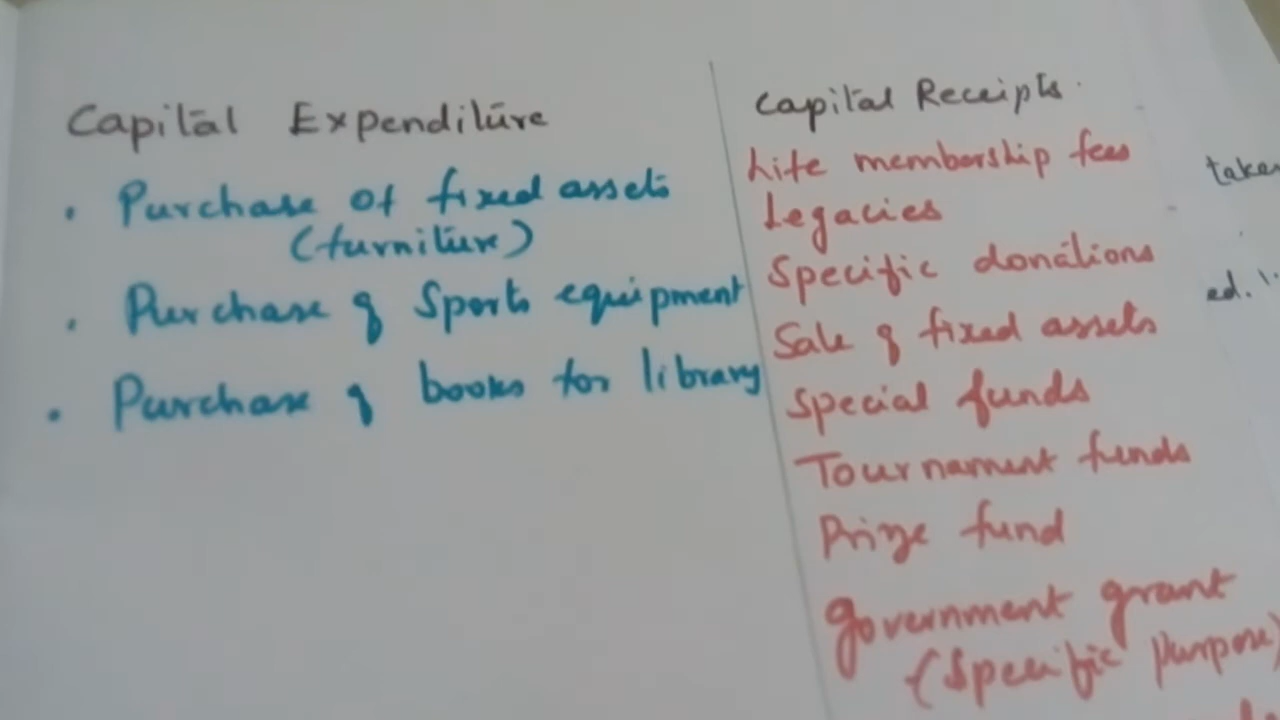 Capital Expenditure
• Purchase of fixed assets
(furniture)
• Purchase of Sports equipment
• Purchase of books for library
Capital Receipts
Life membership fees
Legacies
Specific donations
Sale of fixed assets
Special funds
Tournament funds
Prize fund
Government grant
(Specific Purpose)